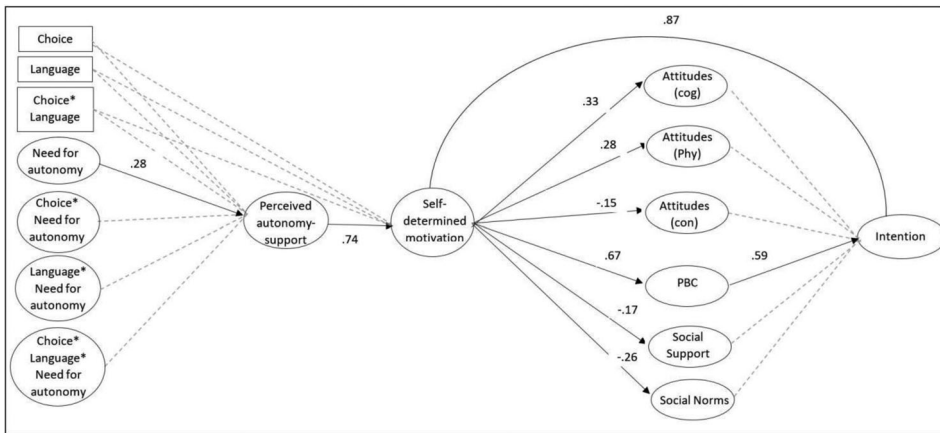 .87
Choice
Language
Choice*
Language
Need for
autonomy
.28
Choice*
Need for
autonomy
Language*
Need for
autonomy
Choice*
Language*
Need for
autonomy
Perceived
autonomy-
support
.74
Self-
determined
motivation
.33
.28
-.15
.67
-.17
-.26
Attitudes
(cog)
Attitudes
(Phy)
Attitudes
(con)
PBC
Social
Support
Social Norms
.59
Intention